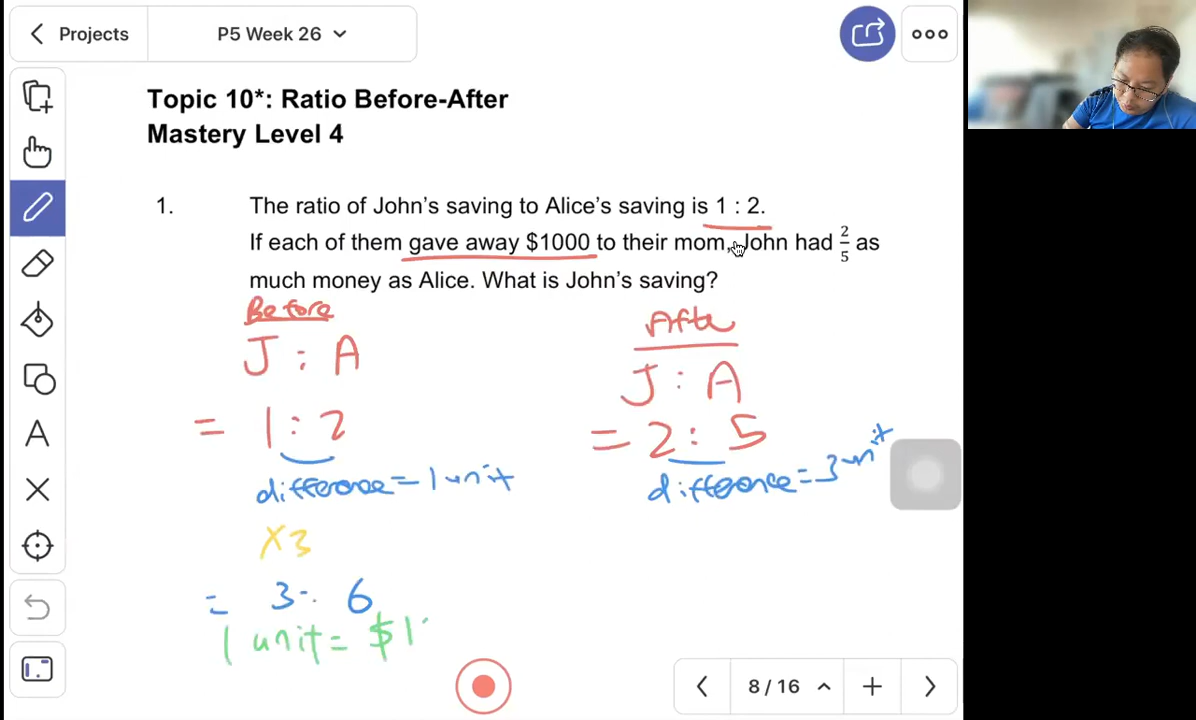 Projects
P5 Week 26
Topic 10*: Ratio Before-After
Mastery Level 4
1. The ratio of John's saving to Alice's saving is 1 : 2.
If each of them gave away $1000 to their mom, John had 2/5 as
much money as Alice. What is John's saving?
Before
J : A
= 1 : 2
difference = 1 unit
×3
= 3 : 6
1 unit = $1
After
J : A
= 2 : 5
difference = 3 unit
A
8 / 16